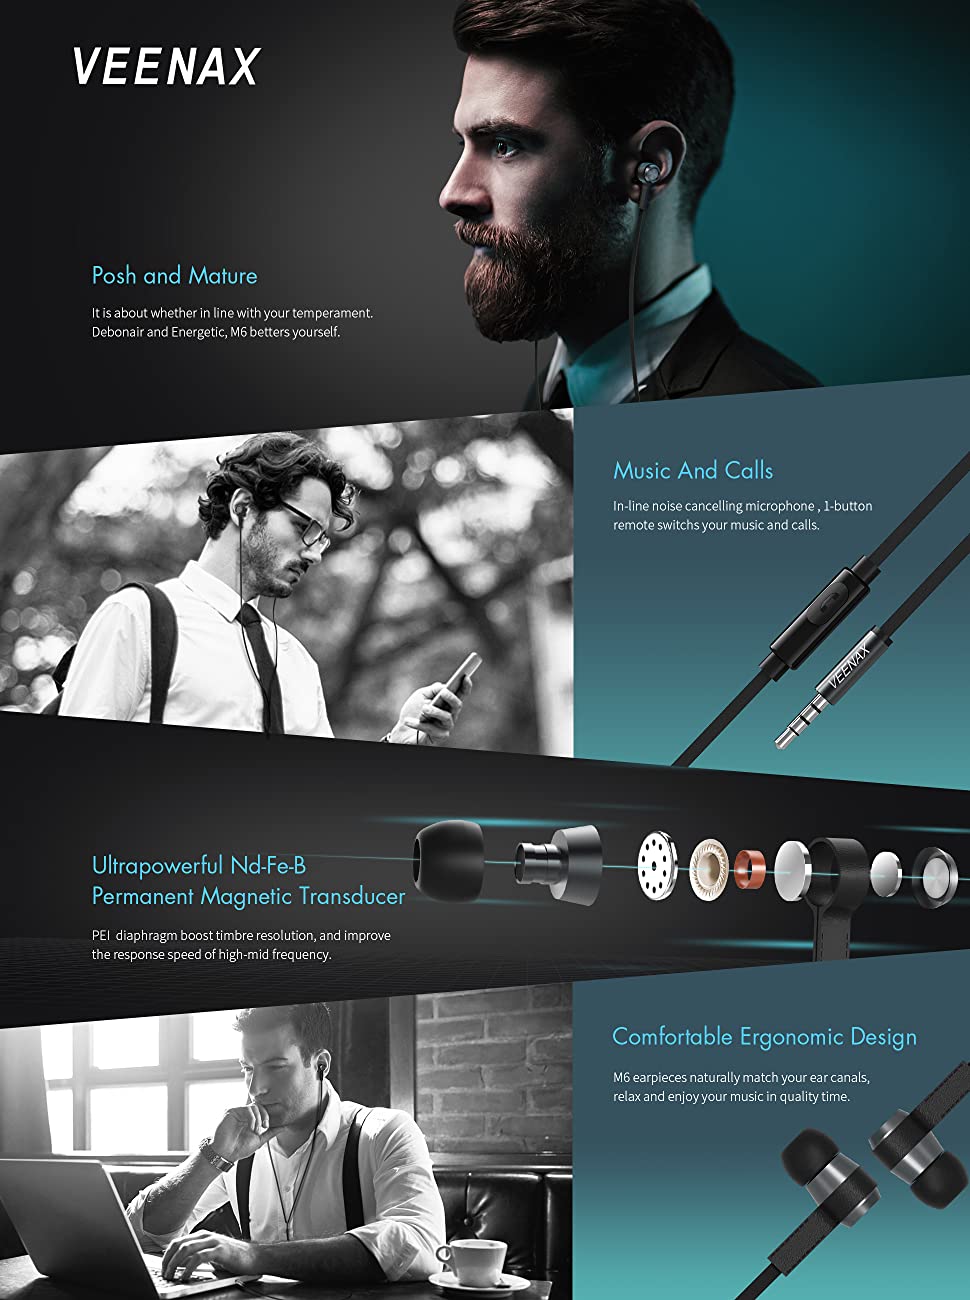 VEENAX
Posh and Mature
It is about whether in line with your temperament.
Debonair and Energetic, M6 betters yourself.
Music And Calls
In-line noise cancelling microphone , 1-button
remote switchs your music and calls.
VEENAX
Ultrapowerful Nd-Fe-B
Permanent Magnetic Transducer
PEI diaphragm boost timbre resolution, and improve
the response speed of high-mid frequency.
Comfortable Ergonomic Design
M6 earpieces naturally match your ear canals,
relax and enjoy your music in quality time.